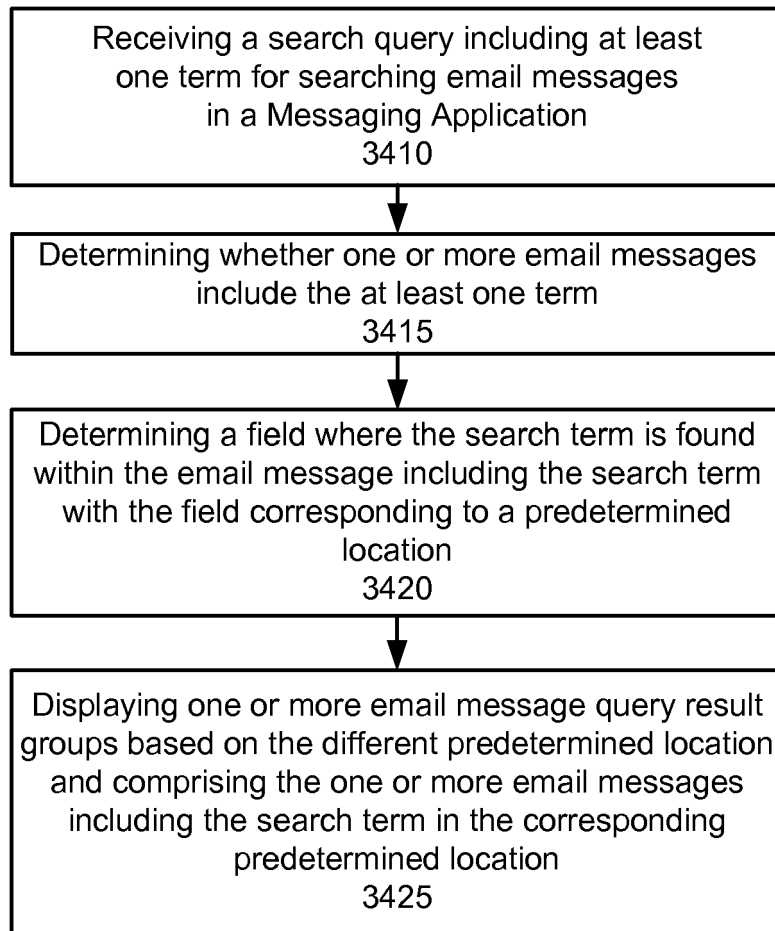 Receiving a search query including at least
one term for searching email messages
in a Messaging Application
3410
Determining whether one or more email messages
include the at least one term
3415
Determining a field where the search term is found
within the email message including the search term
with the field corresponding to a predetermined
location
3420
Displaying one or more email message query result
groups based on the different predetermined location
and comprising the one or more email messages
including the search term in the corresponding
predetermined location
3425